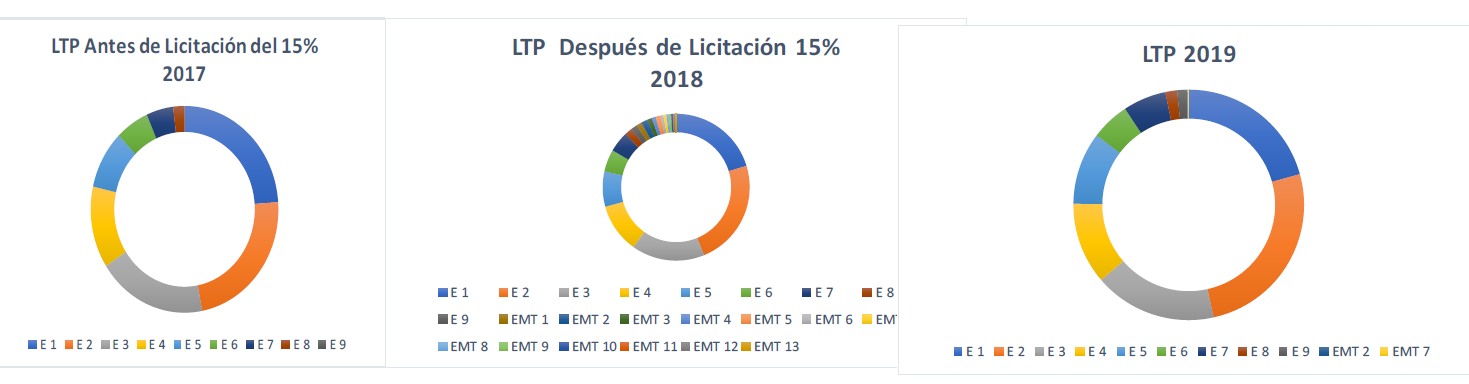 LTP Antes de Licitación del 15%
2017
E 1 E 2 E 3 E 4 E 5 E 6 E 7 E 8 E 9
LTP Después de Licitación 15%
2018
E 1 E 2 E 3 E 4 E 5 E 6 E 7 E 8
E 9 EMT 1 EMT 2 EMT 3 EMT 4 EMT 5 EMT 6
EMT 8 EMT 9 EMT 10 EMT 11 EMT 12 EMT 13
LTP 2019
E 1 E 2 E 3 E 4 E 5 E 6 E 7 E 8 E 9 EMT 2 EMT 7